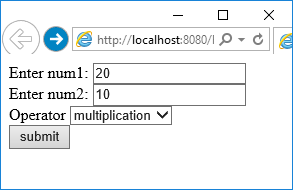 http://localhost:8080/
Enter num1: 20
Enter num2: 10
Operator multiplication
submit